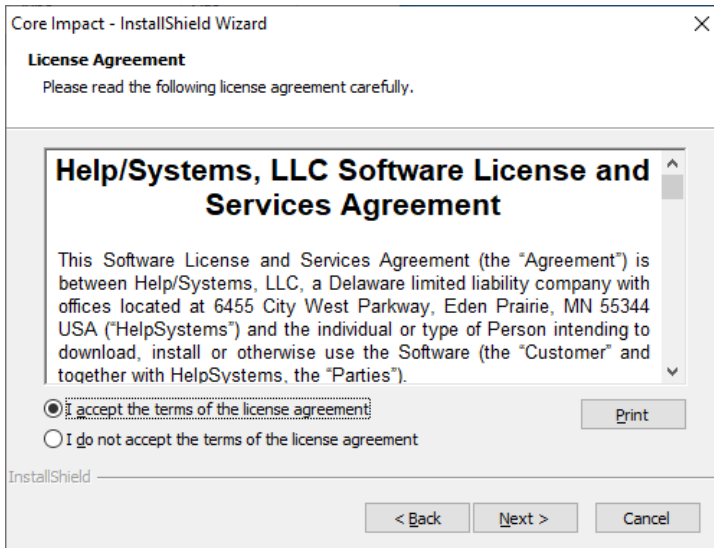 Core Impact - InstallShield Wizard
License Agreement
Please read the following license agreement carefully.
Help/Systems, LLC Software License and
Services Agreement
This Software License and Services Agreement (the “Agreement”) is
between Help/Systems, LLC, a Delaware limited liability company with
offices located at 6455 City West Parkway, Eden Prairie, MN 55344
USA (“HelpSystems”) and the individual or type of Person intending to
download, install or otherwise use the Software (the “Customer” and
together with HelpSystems, the “Parties”).
I accept the terms of the license agreement
Print
I do not accept the terms of the license agreement
InstallShield
< Back
Next >
Cancel